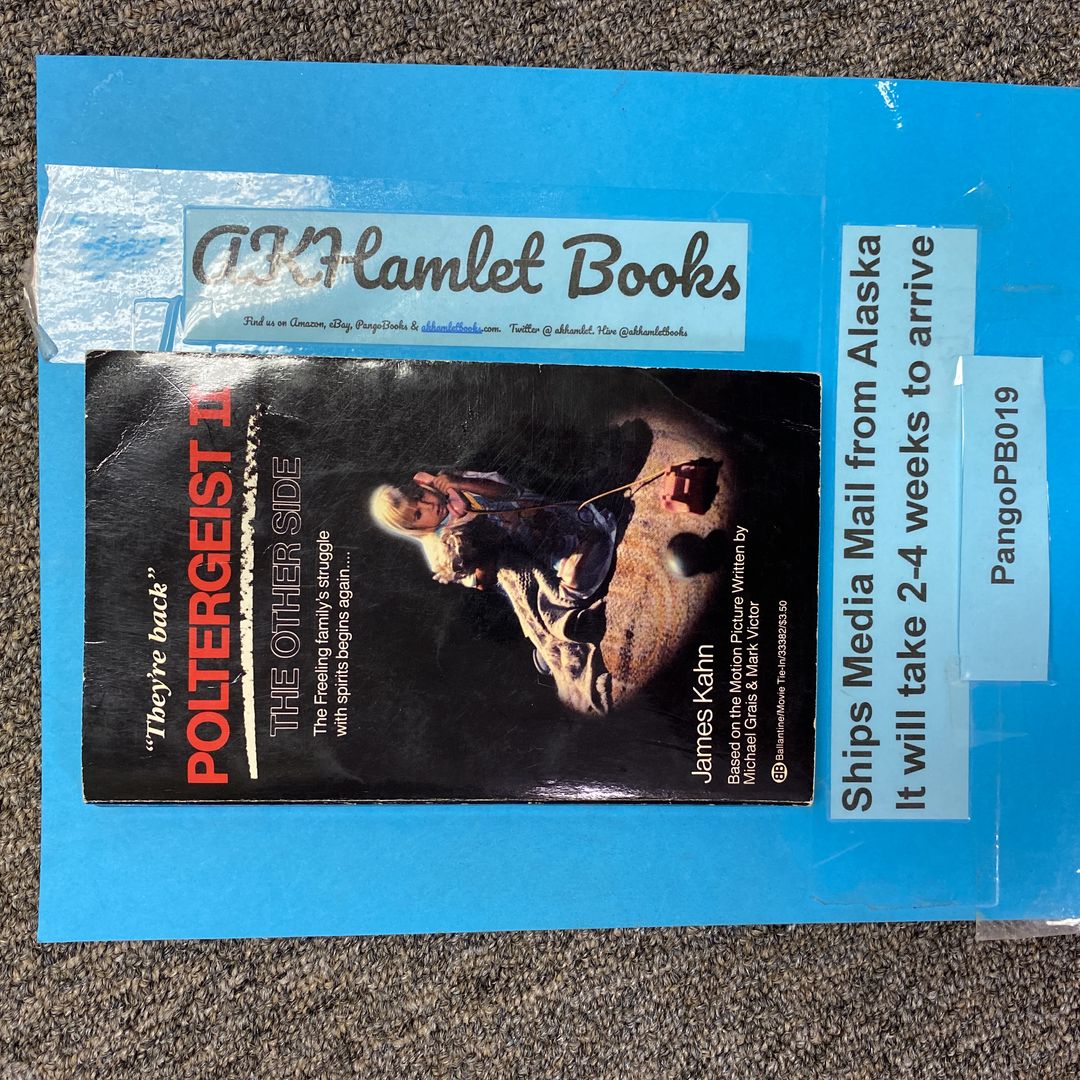 AKHamlet Books
Find us on Amazon, eBay, PangoBooks & akhamletbooks.com. Twitter @ akhamlet. Hive @akhamletbooks
“They’re back”
POLTERGEIST II
THE OTHER SIDE
The Freeling family’s struggle
with spirits begins again....
James Kahn
Based on the Motion Picture Written by
Michael Grais & Mark Victor
BB Ballantine/Movie Tie-In/33382/$3.50
Ships Media Mail from Alaska
It will take 2-4 weeks to arrive
PangoPB019